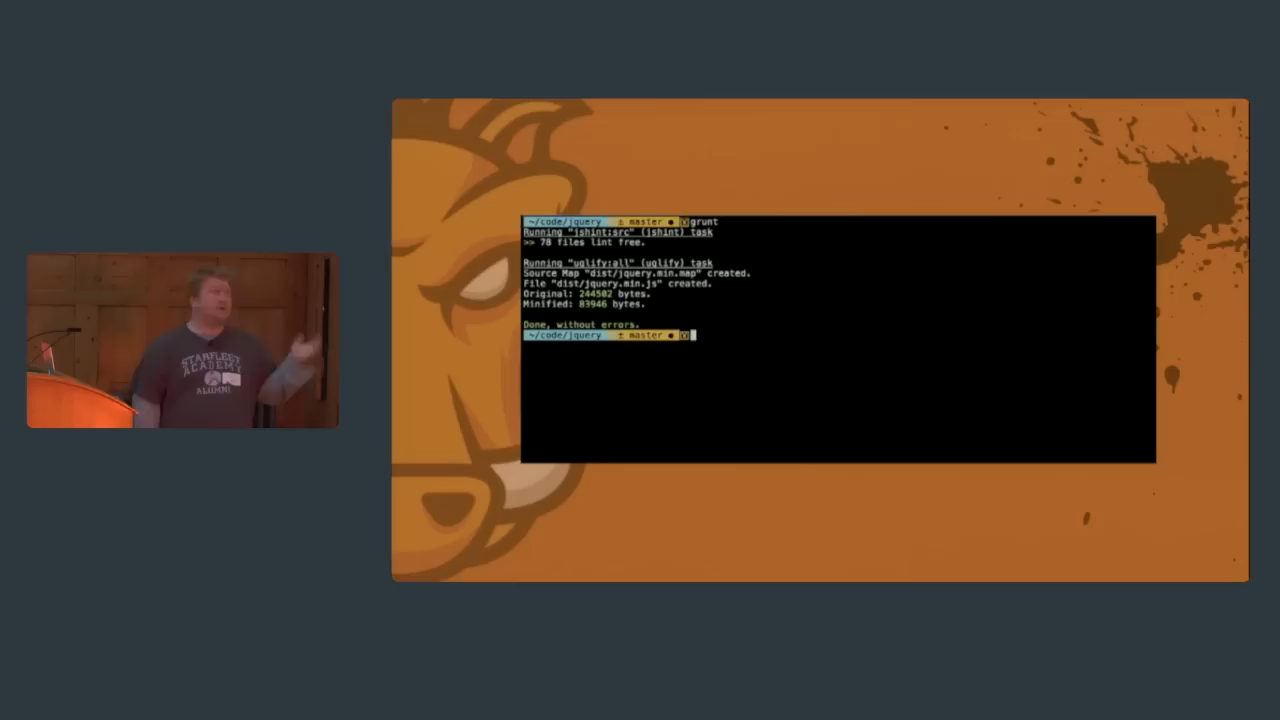 STARFLEET
ACADEMY
ALUMNI
~/code/jquery ± master ● grunt
Running "jshint:src" (jshint) task
>> 78 files lint free.
Running "uglify:all" (uglify) task
Source Map "dist/jquery.min.map" created.
File "dist/jquery.min.js" created.
Original: 244502 bytes.
Minified: 83946 bytes.
Done, without errors.
~/code/jquery ± master ●